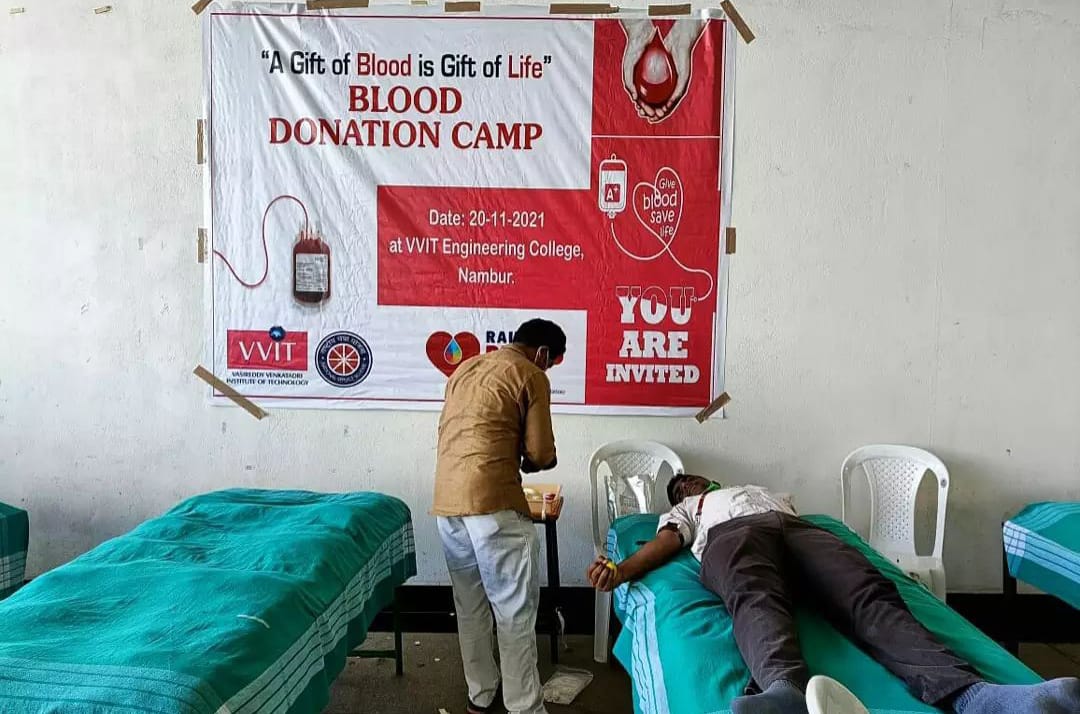 "A Gift of Blood is Gift of Life"
BLOOD
DONATION CAMP
Date: 20-11-2021
at VVIT Engineering College,
Nambur.
A+
Give
blood
save
life
YOU
ARE
INVITED
VVIT
VASIREDDY VENKATADRI
INSTITUTE OF TECHNOLOGY